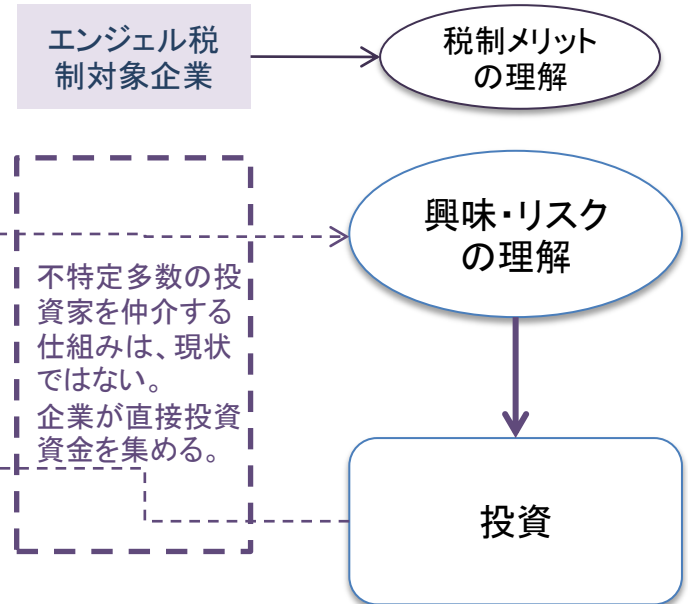 エンジェル税
制対象企業
税制メリット
の理解
興味・リスク
の理解
不特定多数の投
資家を仲介する
仕組みは、現状
ではない。
企業が直接投資
資金を集める。
投資